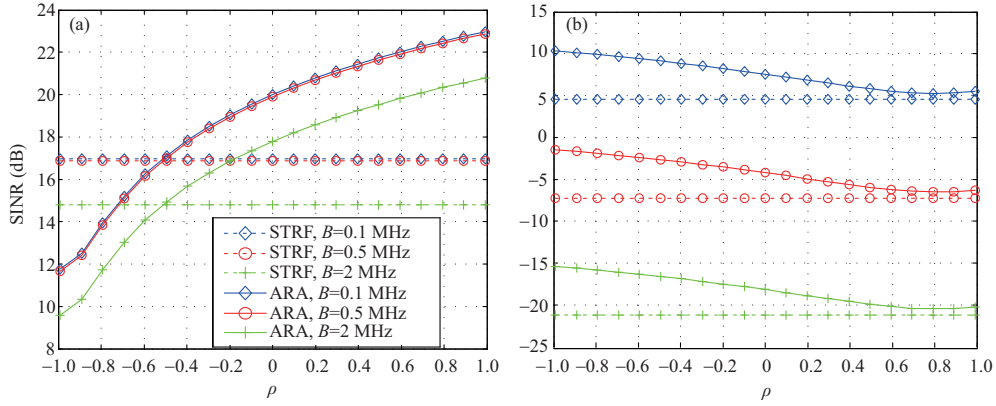 (a)
SINR (dB)
24
22
20
18
16
14
12
10
8
STRF, B=0.1 MHz
STRF, B=0.5 MHz
STRF, B=2 MHz
ARA, B=0.1 MHz
ARA, B=0.5 MHz
ARA, B=2 MHz
−1.0 −0.8 −0.6 −0.4 −0.2 0 0.2 0.4 0.6 0.8 1.0
ρ
(b)
15
10
5
0
−5
−10
−15
−20
−25
−1.0 −0.8 −0.6 −0.4 −0.2 0 0.2 0.4 0.6 0.8 1.0
ρ